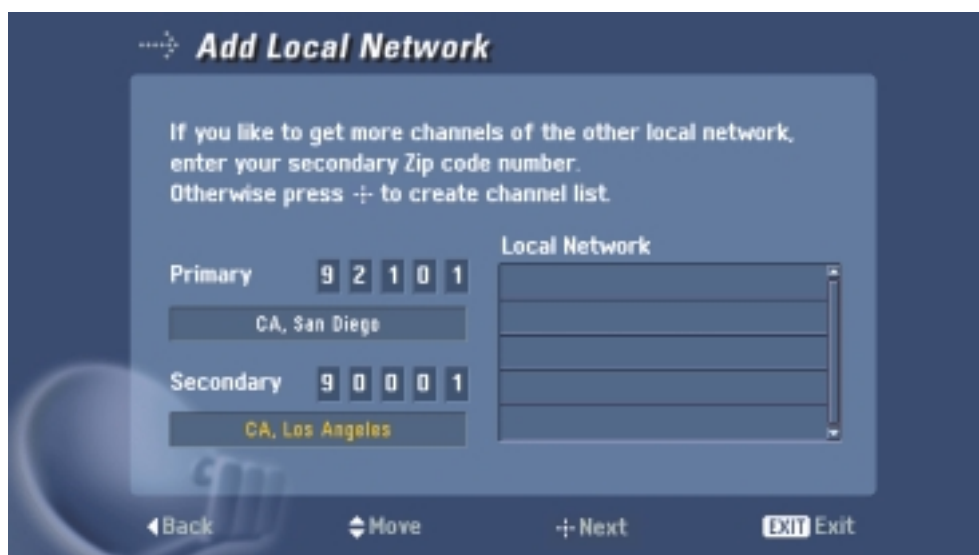 Add Local Network
If you like to get more channels of the other local network,
enter your secondary Zip code number.
Otherwise press -:- to create channel list.
Local Network
Primary 9 2 1 0 1
CA, San Diego
Secondary 9 0 0 0 1
CA, Los Angeles
Back Move -:- Next EXIT Exit